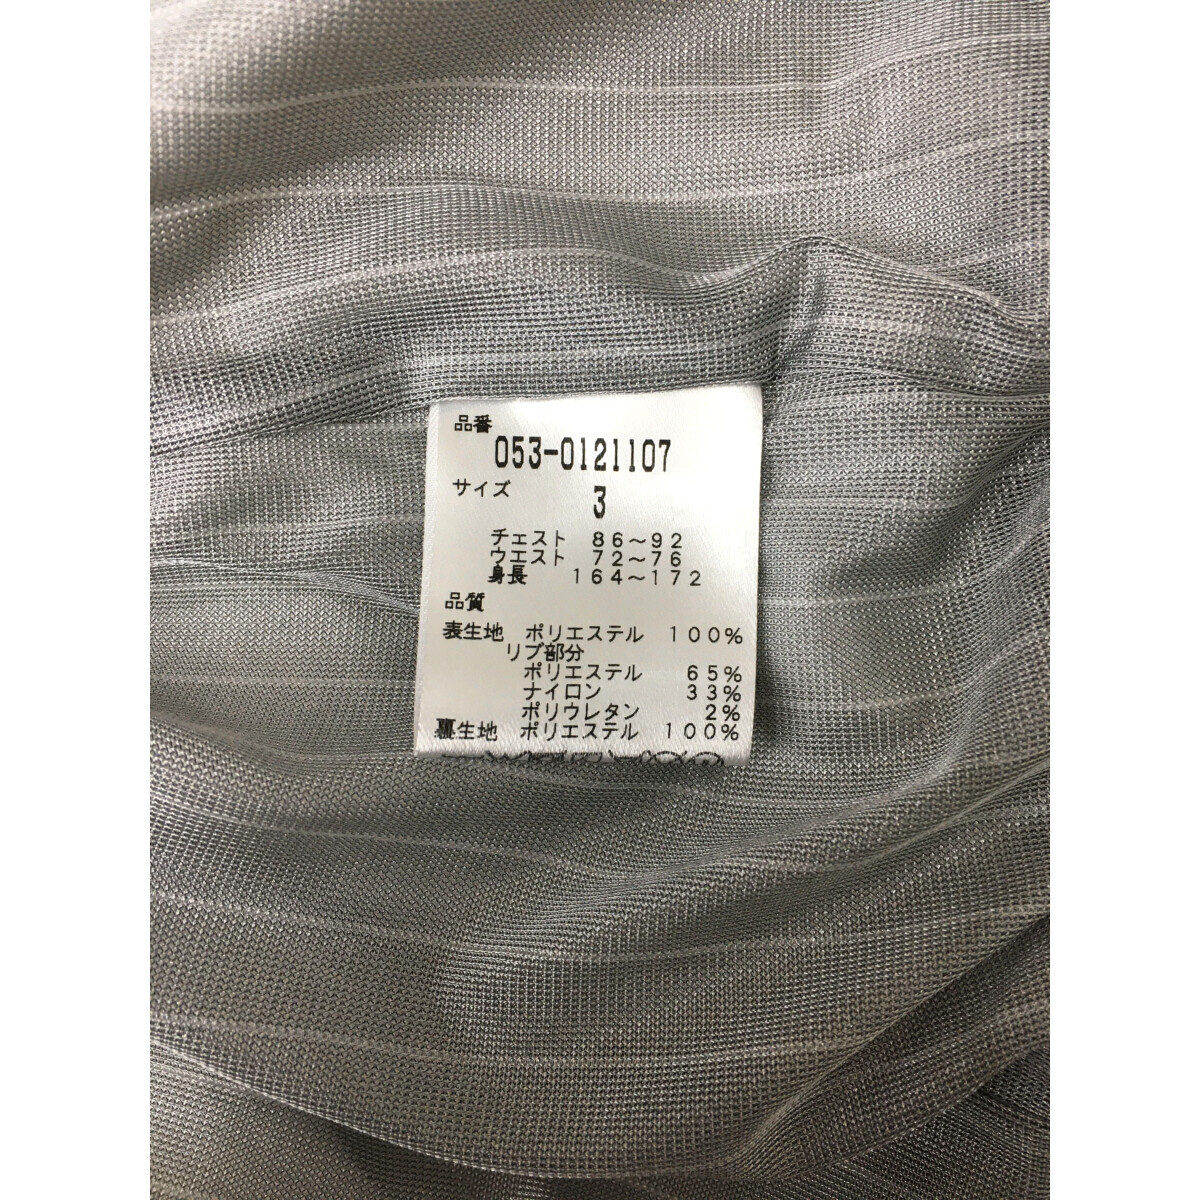 品番
053-0121107
サイズ
3
チェスト 86〜92
ウエスト 72〜76
身長 164〜172
品質
表生地 ポリエステル 100%
リブ部分
ポリエステル 65%
ナイロン 33%
ポリウレタン 2%
裏生地 ポリエステル 100%